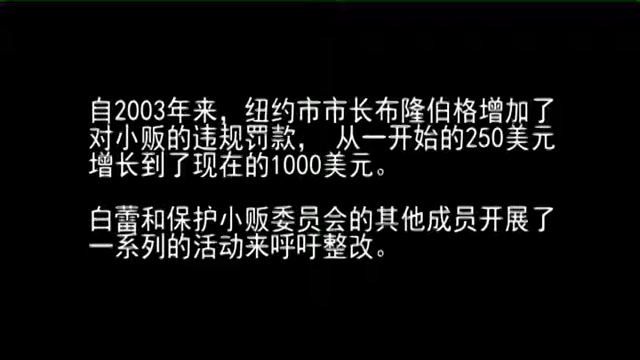 自2003年来，纽约市市长布隆伯格增加了
对小贩的违规罚款， 从一开始的250美元
增长到了现在的1000美元。
白蕾和保护小贩委员会的其他成员开展了
一系列的活动来呼吁整改。